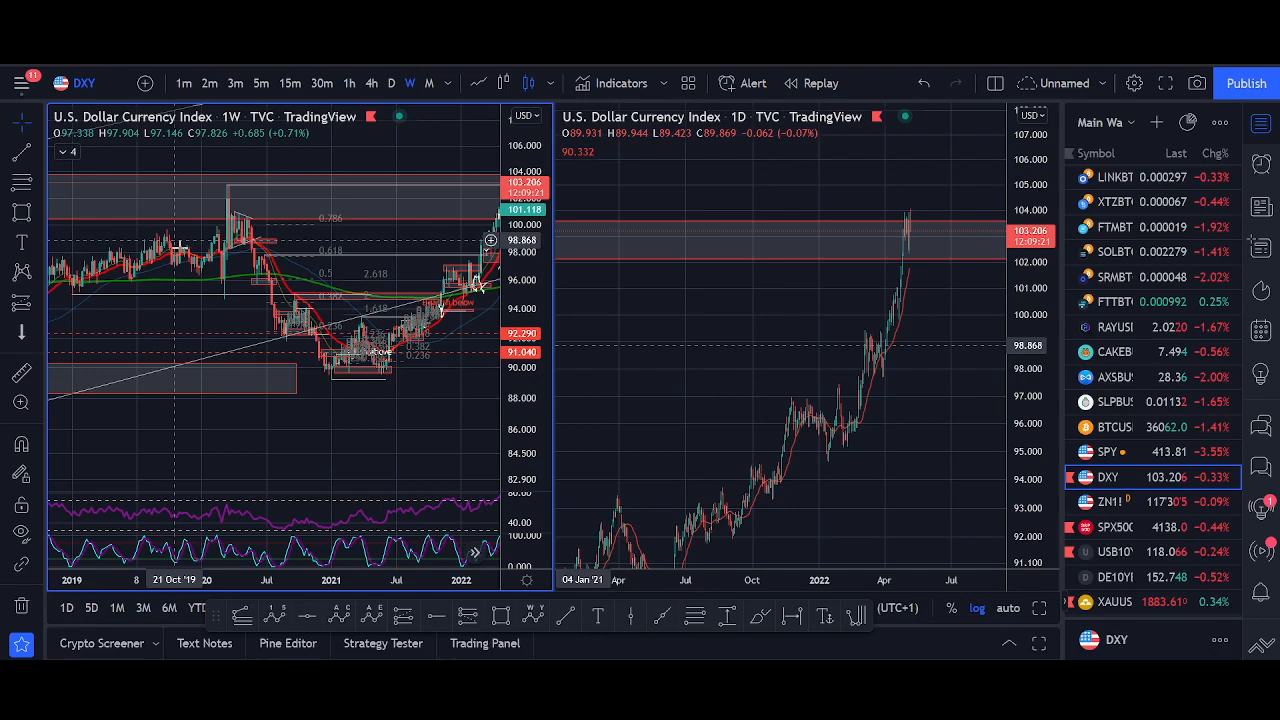 11
DXY
1m 2m 3m 5m 15m 30m 1h 4h D W M
Indicators
Alert
Replay
Unnamed
Publish
U.S. Dollar Currency Index · 1W · TVC · TradingView
USD
O97.338 H97.904 L97.146 C97.826 +0.685 (+0.71%)
4
106.000
104.000
103.206
12:09:21
101.118
100.000
98.868
98.000
96.000
94.000
92.290
91.040
90.000
88.000
86.000
84.500
82.900
0.786
0.618
0.5
2.618
0.382
1.618
0.236
0.382
0.236
40.00
100.000
0.000
2019
8
21 Oct '19
20
Jul
2021
Jul
2022
U.S. Dollar Currency Index · 1D · TVC · TradingView
USD
O89.931 H89.944 L89.423 C89.869 -0.062 (-0.07%)
90.332
107.000
106.000
105.000
104.000
103.206
12:09:21
102.000
101.000
100.000
98.868
97.000
96.000
95.000
94.000
93.000
92.000
91.100
04 Jan '21
Apr
Jul
Oct
2022
Apr
Jul
Main Wa
Symbol Last Chg%
LINKBT 0.000297 −0.33%
XTZBT 0.000067 −0.44%
FTMBT 0.000019 −1.92%
SOLBT 0.002279 −1.41%
SRMBT 0.000048 −2.02%
FTTBT 0.000992 0.25%
RAYUSI 2.0220 −1.67%
CAKEB 7.494 −0.56%
AXSBU 28.36 −2.00%
SLPBUS 0.01132 −1.65%
BTCUS 36062.0 −1.41%
SPY 413.81 −3.55%
DXY 103.206 −0.33%
ZN1! D 117305 −0.09%
SPX500 4138.0 −0.44%
USB10Y 118.066 −0.24%
DE10Y 152.748 −0.52%
XAUUS 1883.610 0.34%
DXY
1
1D 5D 1M 3M 6M YTD
(UTC+1)
% log auto
Crypto Screener
Text Notes
Pine Editor
Strategy Tester
Trading Panel